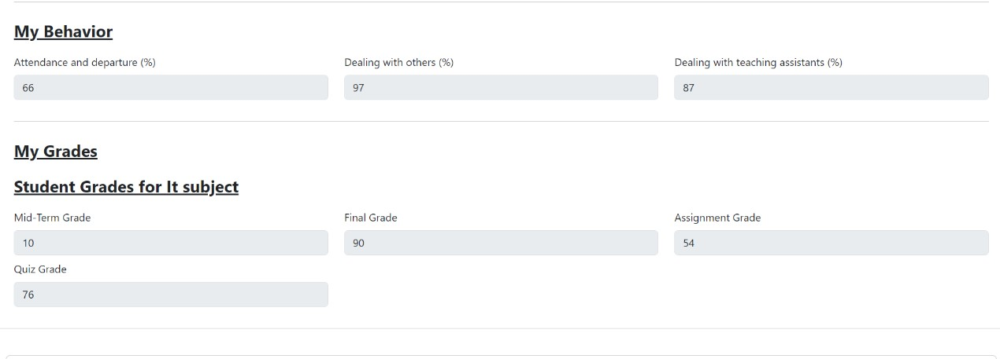 My Behavior
Attendance and departure (%) Dealing with others (%) Dealing with teaching assistants (%)
66 97 87
My Grades
Student Grades for It subject
Mid-Term Grade Final Grade Assignment Grade
10 90 54
Quiz Grade
76